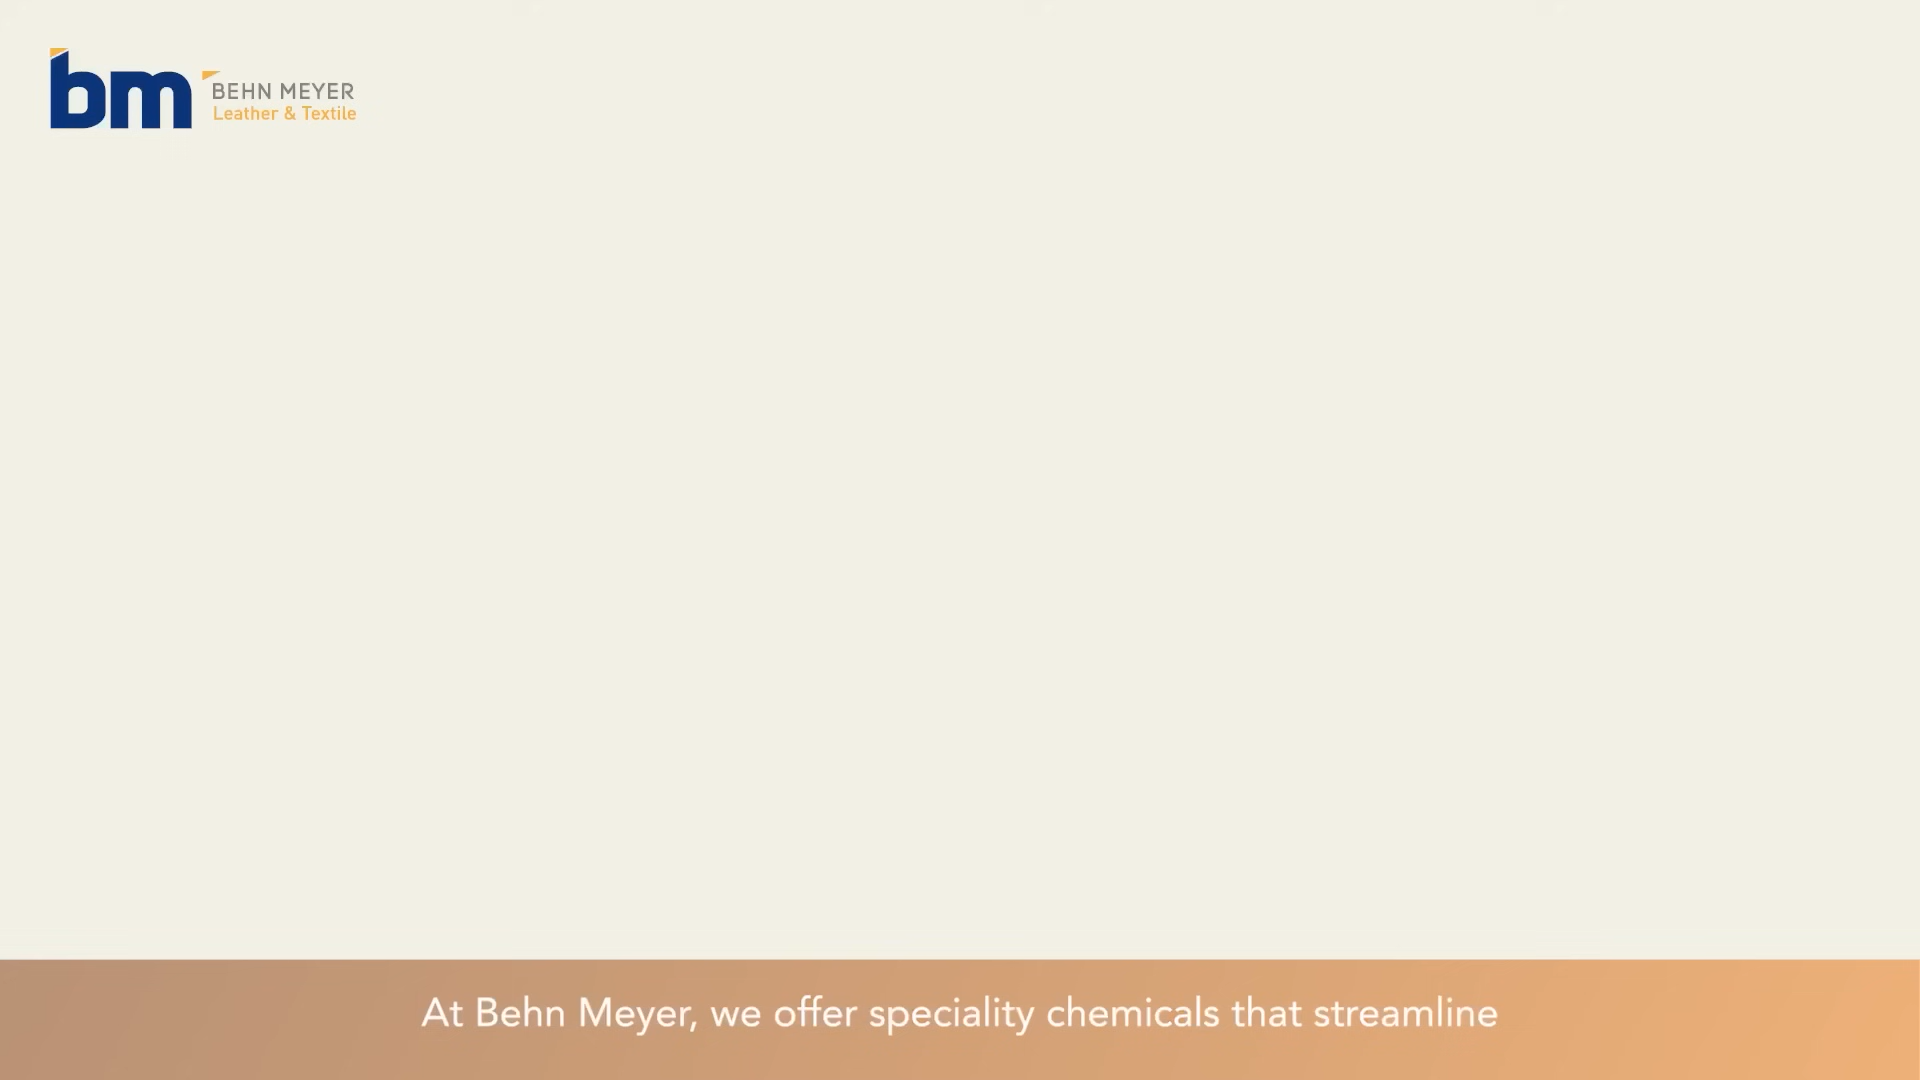 bm
BEHN MEYER
Leather & Textile
At Behn Meyer, we offer speciality chemicals that streamline